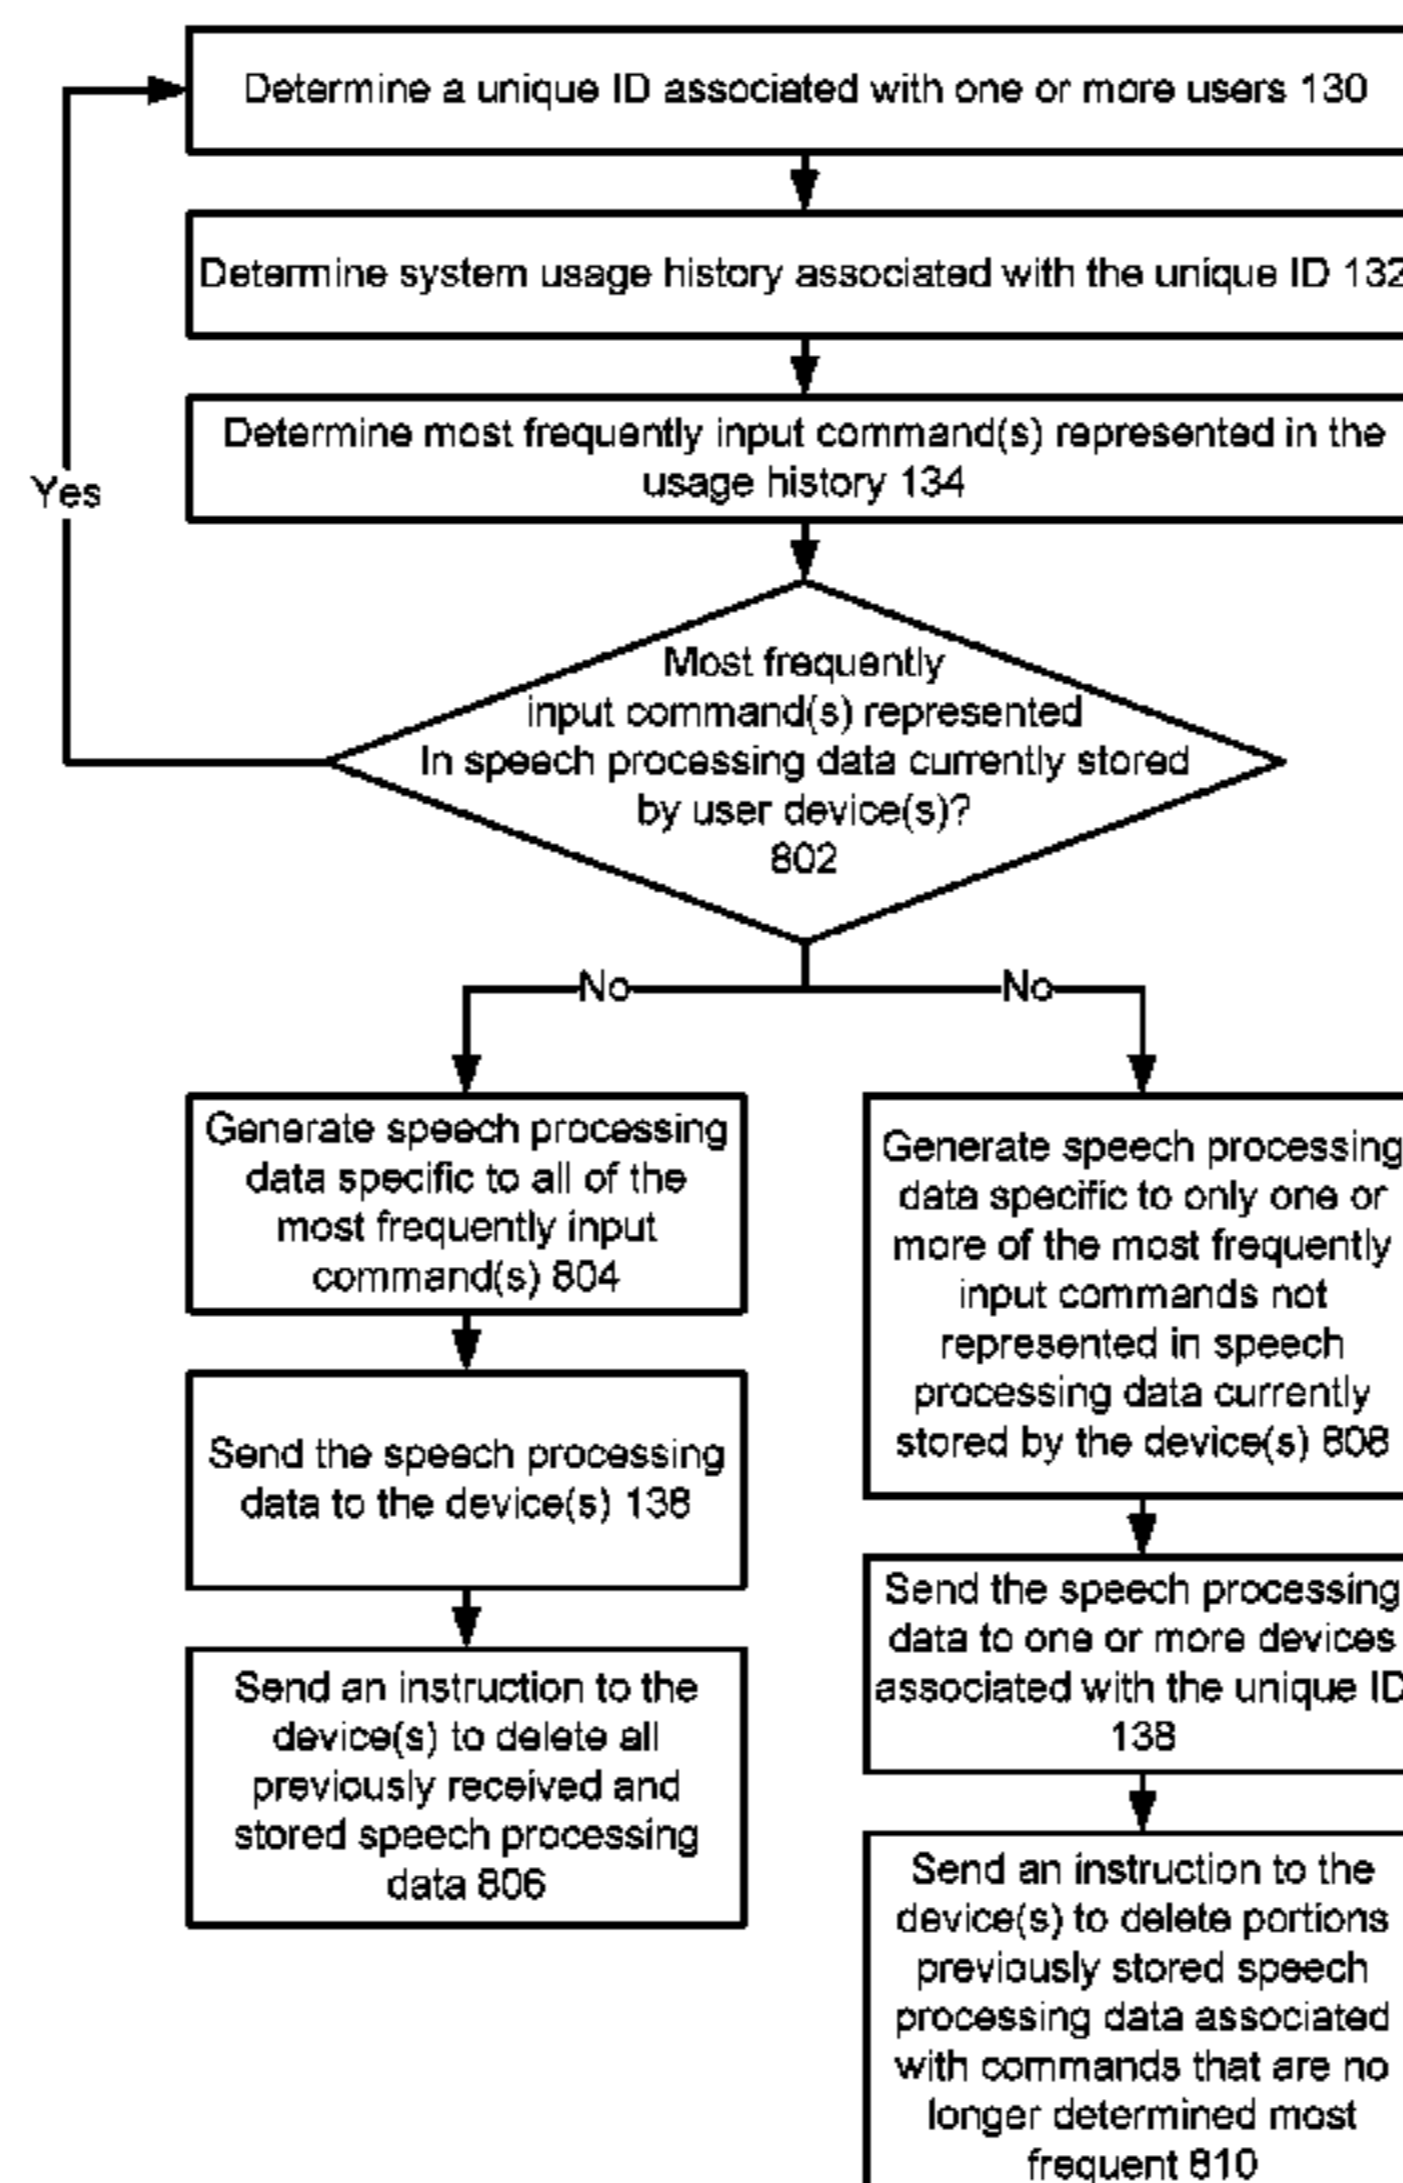 Determine a unique ID associated with one or more users 130
Determine system usage history associated with the unique ID 132
Determine most frequently input command(s) represented in the
usage history 134
Yes
Most frequently
input command(s) represented
In speech processing data currently stored
by user device(s)?
802
No
No
Generate speech processing
data specific to all of the
most frequently input
command(s) 804
Send the speech processing
data to the device(s) 138
Send an instruction to the
device(s) to delete all
previously received and
stored speech processing
data 806
Generate speech processing
data specific to only one or
more of the most frequently
input commands not
represented in speech
processing data currently
stored by the device(s) 808
Send the speech processing
data to one or more devices
associated with the unique ID
138
Send an instruction to the
device(s) to delete portions
previously stored speech
processing data associated
with commands that are no
longer determined most
frequent 810